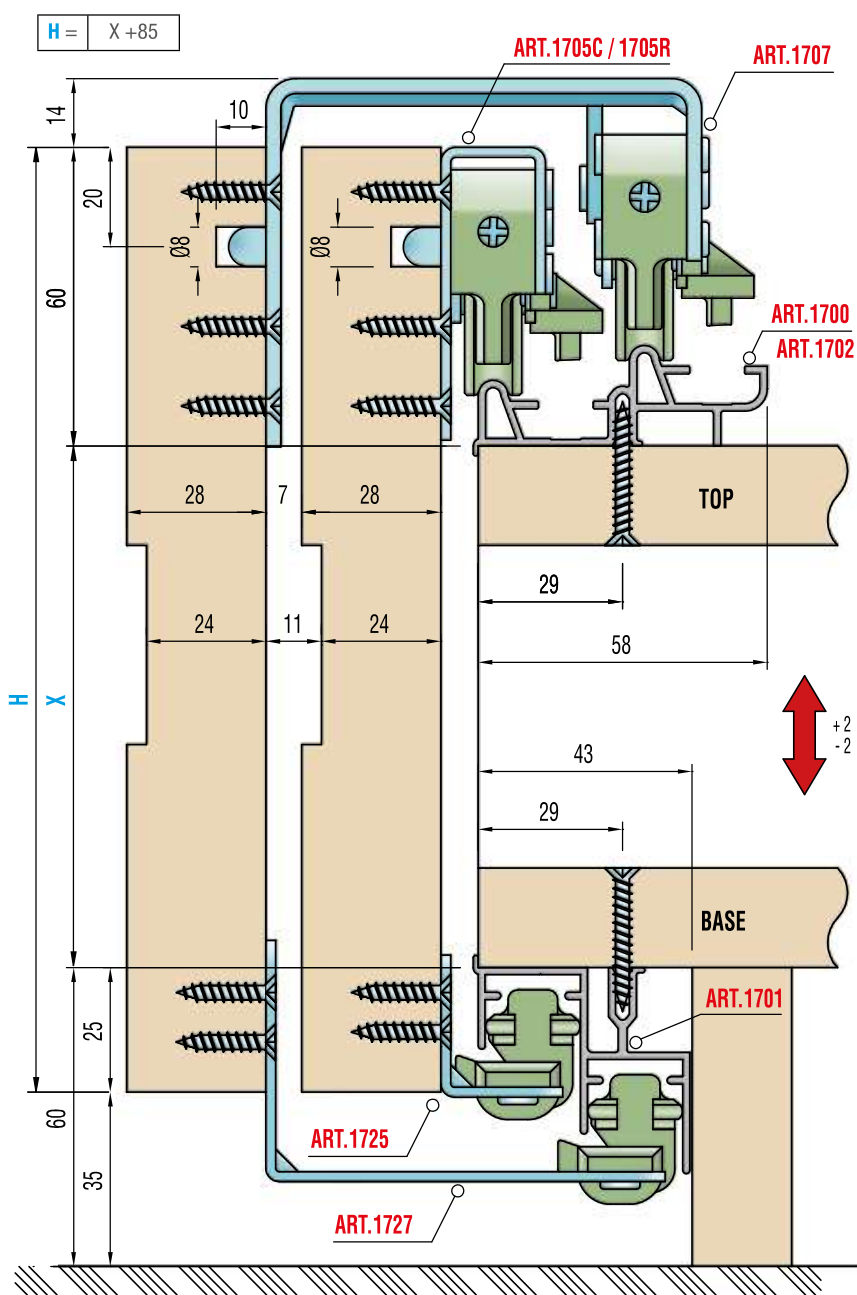 H = X +85
ART.1705C / 1705R
ART.1707
14
10
20
Ø8
Ø8
60
ART.1700
ART.1702
28
7
28
TOP
29
24
11
24
58
H
X
+2
-2
43
29
BASE
ART.1701
25
60
ART.1725
35
ART.1727